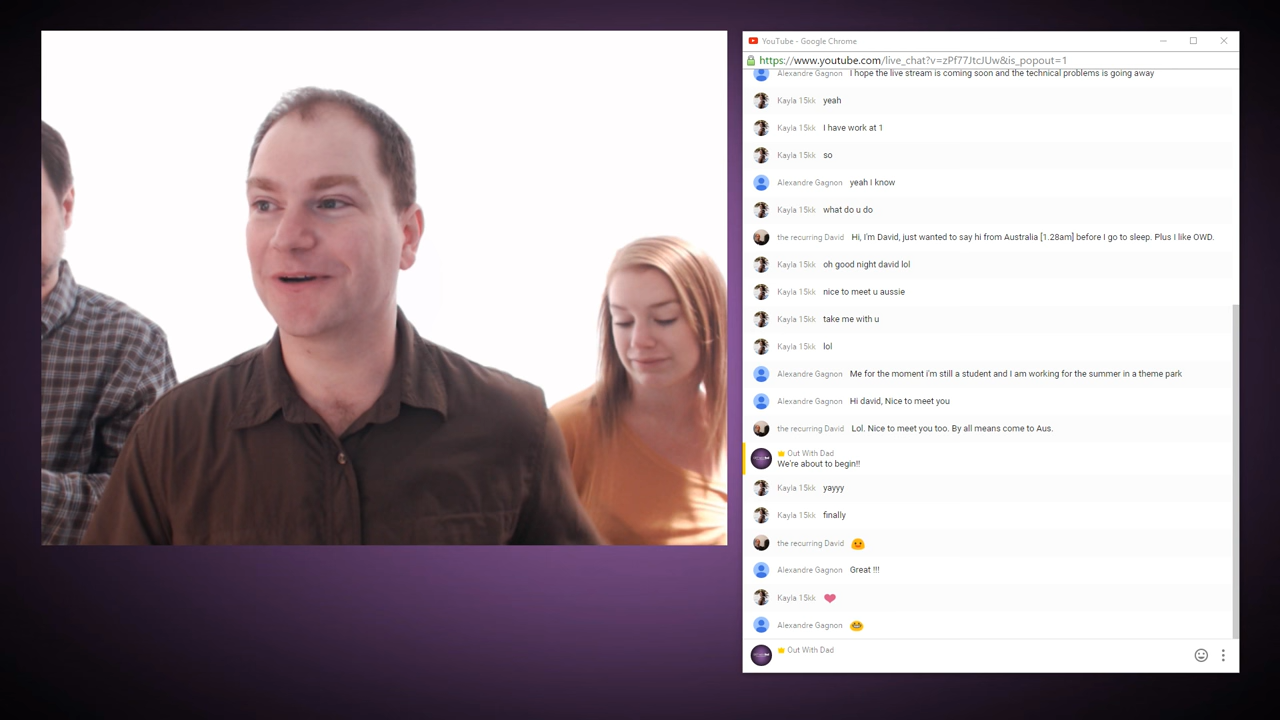 YouTube - Google Chrome
https://www.youtube.com/live_chat?v=zPf77JtcJUw&is_popout=1
Alexandre Gagnon I hope the live stream is coming soon and the technical problems is going away
Kayla 15kk yeah
Kayla 15kk I have work at 1
Kayla 15kk so
Alexandre Gagnon yeah I know
Kayla 15kk what do u do
the recurring David Hi, I'm David, just wanted to say hi from Australia [1.28am] before I go to sleep. Plus I like OWD.
Kayla 15kk oh good night david lol
Kayla 15kk nice to meet u aussie
Kayla 15kk take me with u
Kayla 15kk lol
Alexandre Gagnon Me for the moment i'm still a student and I am working for the summer in a theme park
Alexandre Gagnon Hi david, Nice to meet you
the recurring David Lol. Nice to meet you too. By all means come to Aus.
Out With Dad
We're about to begin!!
Kayla 15kk yayyy
Kayla 15kk finally
the recurring David
Alexandre Gagnon Great !!!
Kayla 15kk
Alexandre Gagnon
Out With Dad